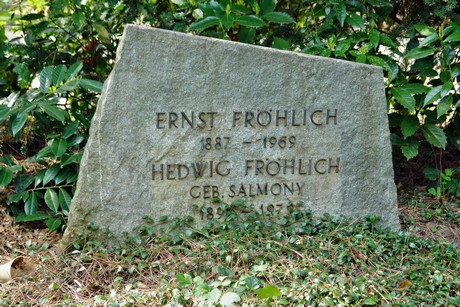 ERNST FRÖHLICH
1887 - 1969
HEDWIG FRÖHLICH
GEB. SALMONY